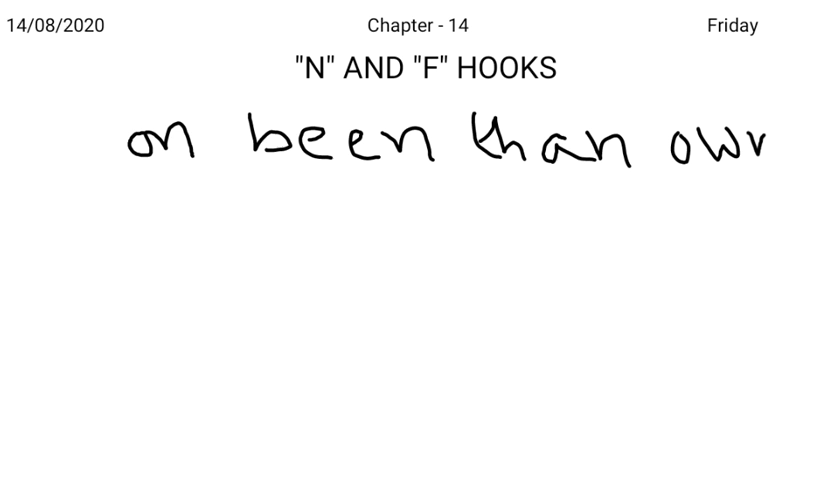 14/08/2020 Chapter - 14 Friday
"N" AND "F" HOOKS
on been than own